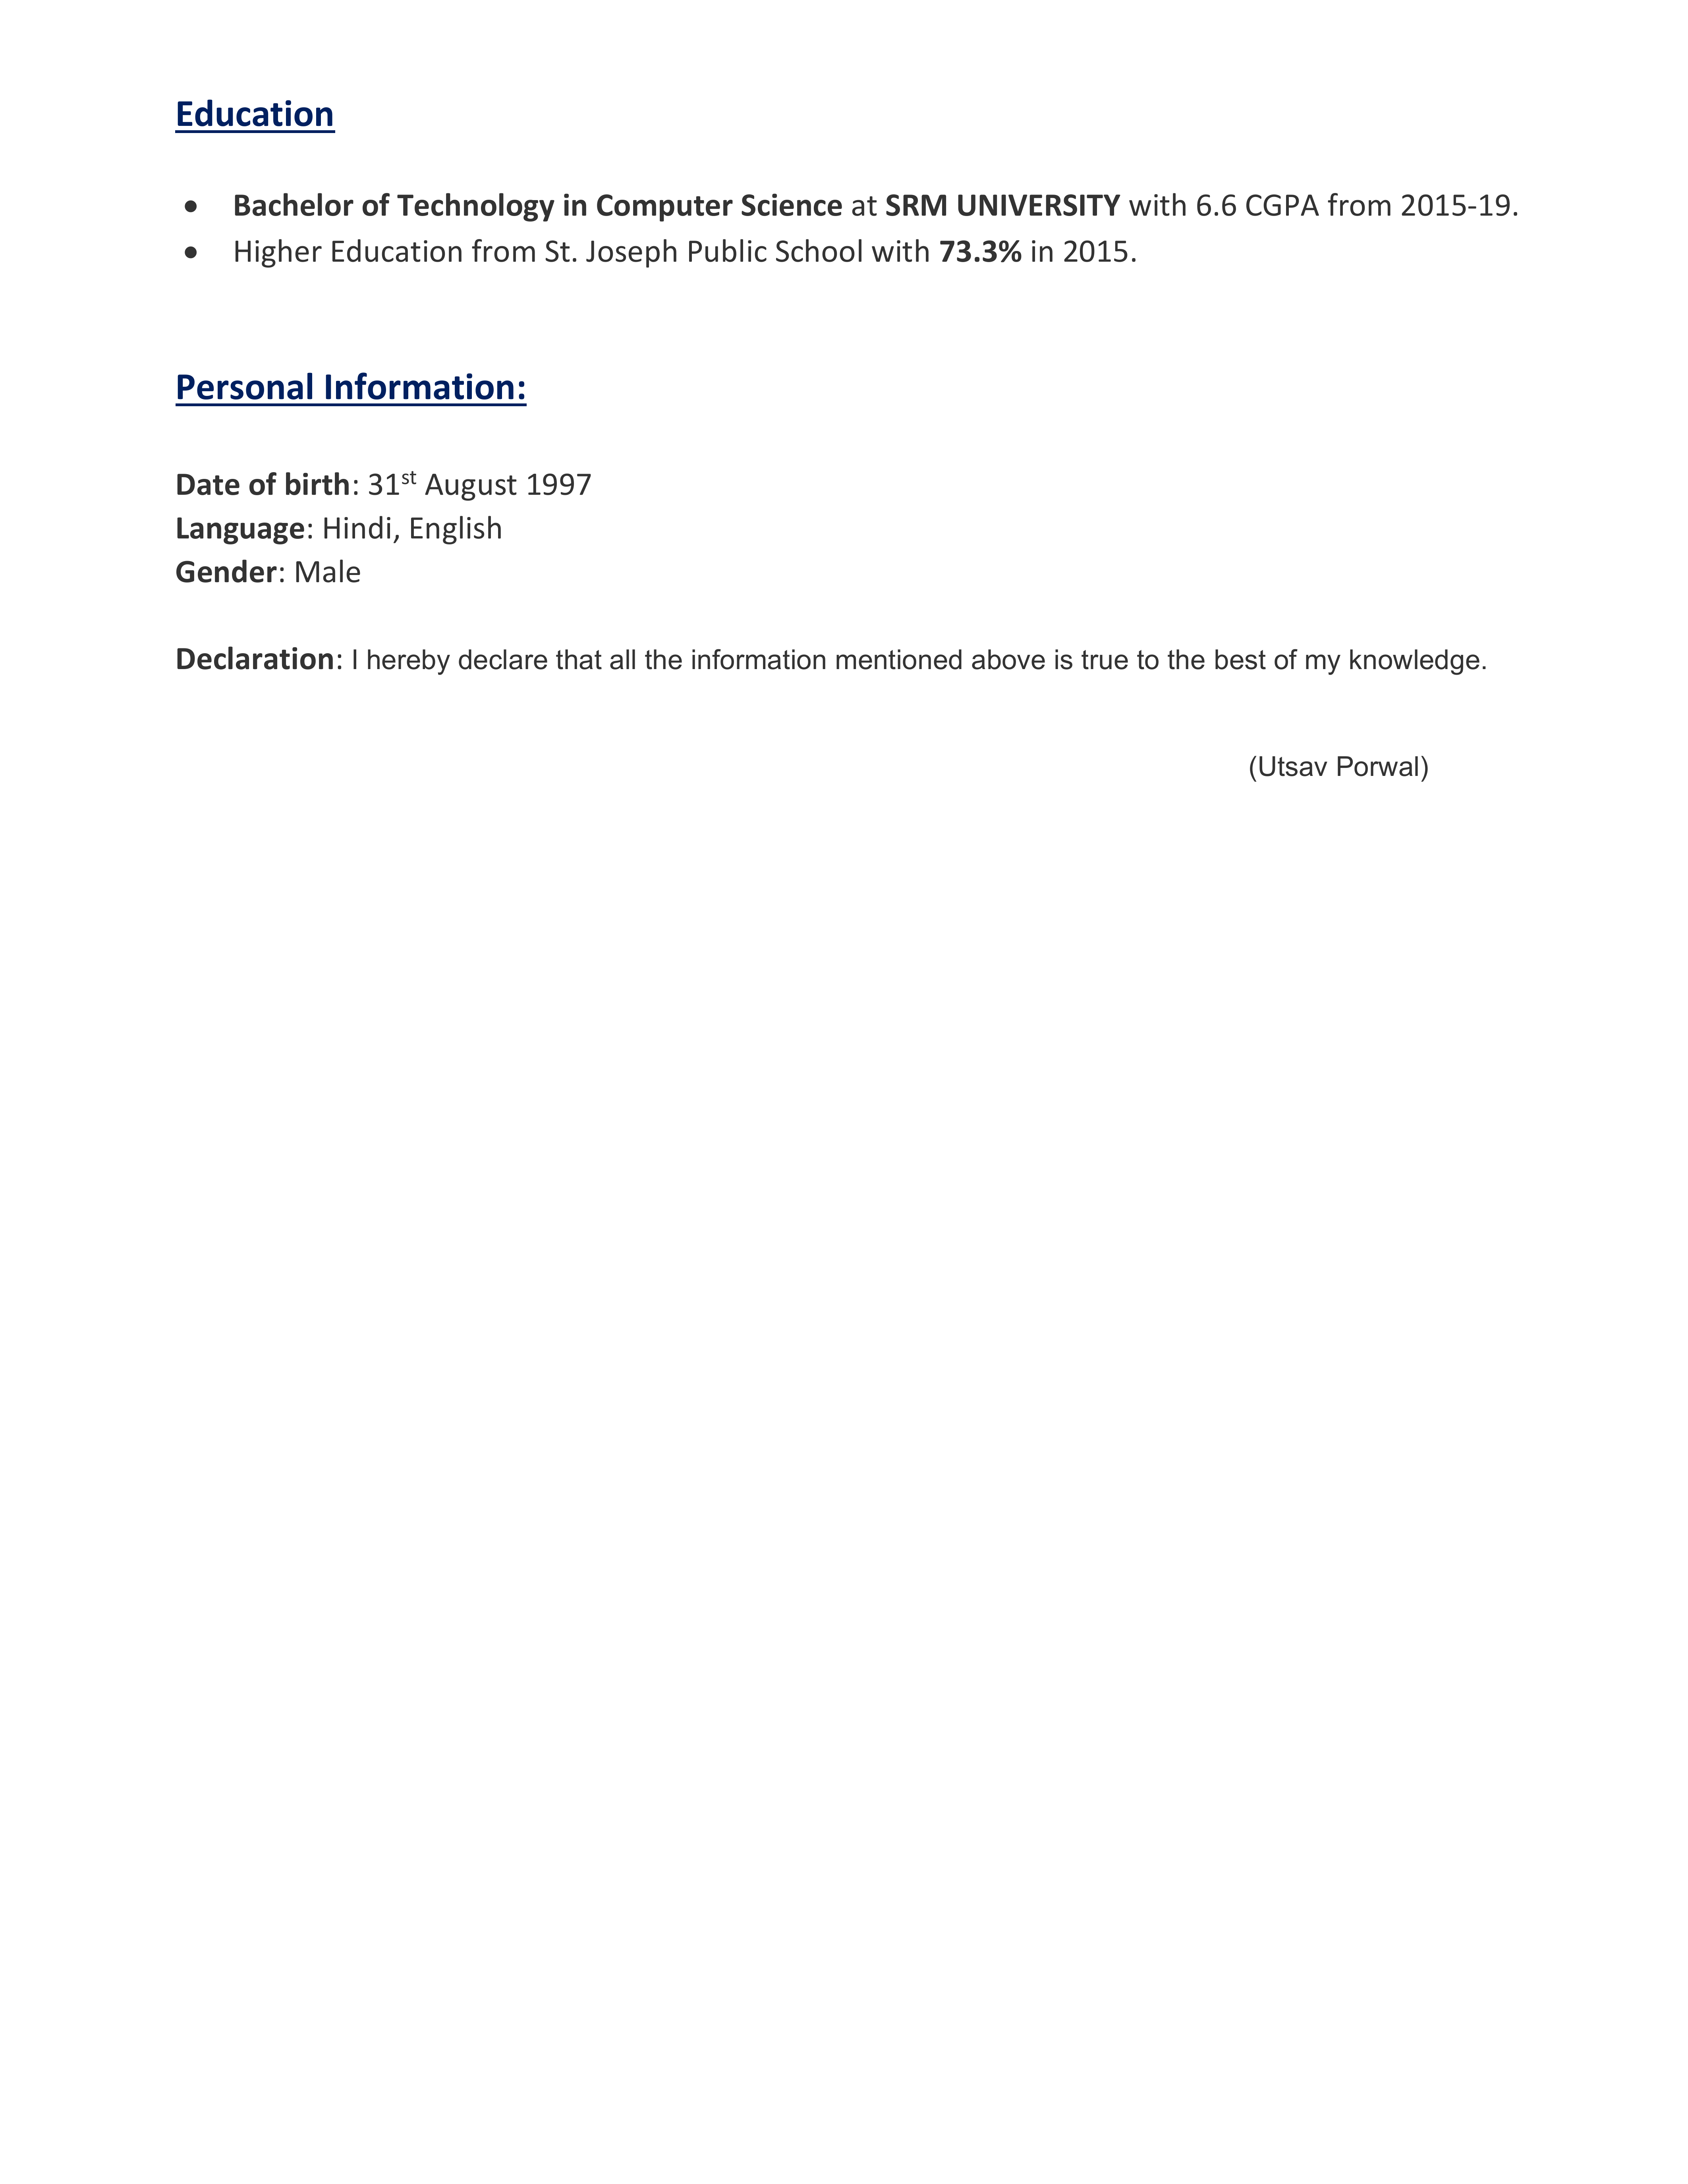 Education
• Bachelor of Technology in Computer Science at SRM UNIVERSITY with 6.6 CGPA from 2015-19.
• Higher Education from St. Joseph Public School with 73.3% in 2015.
Personal Information:
Date of birth: 31st August 1997
Language: Hindi, English
Gender: Male
Declaration: I hereby declare that all the information mentioned above is true to the best of my knowledge.
(Utsav Porwal)